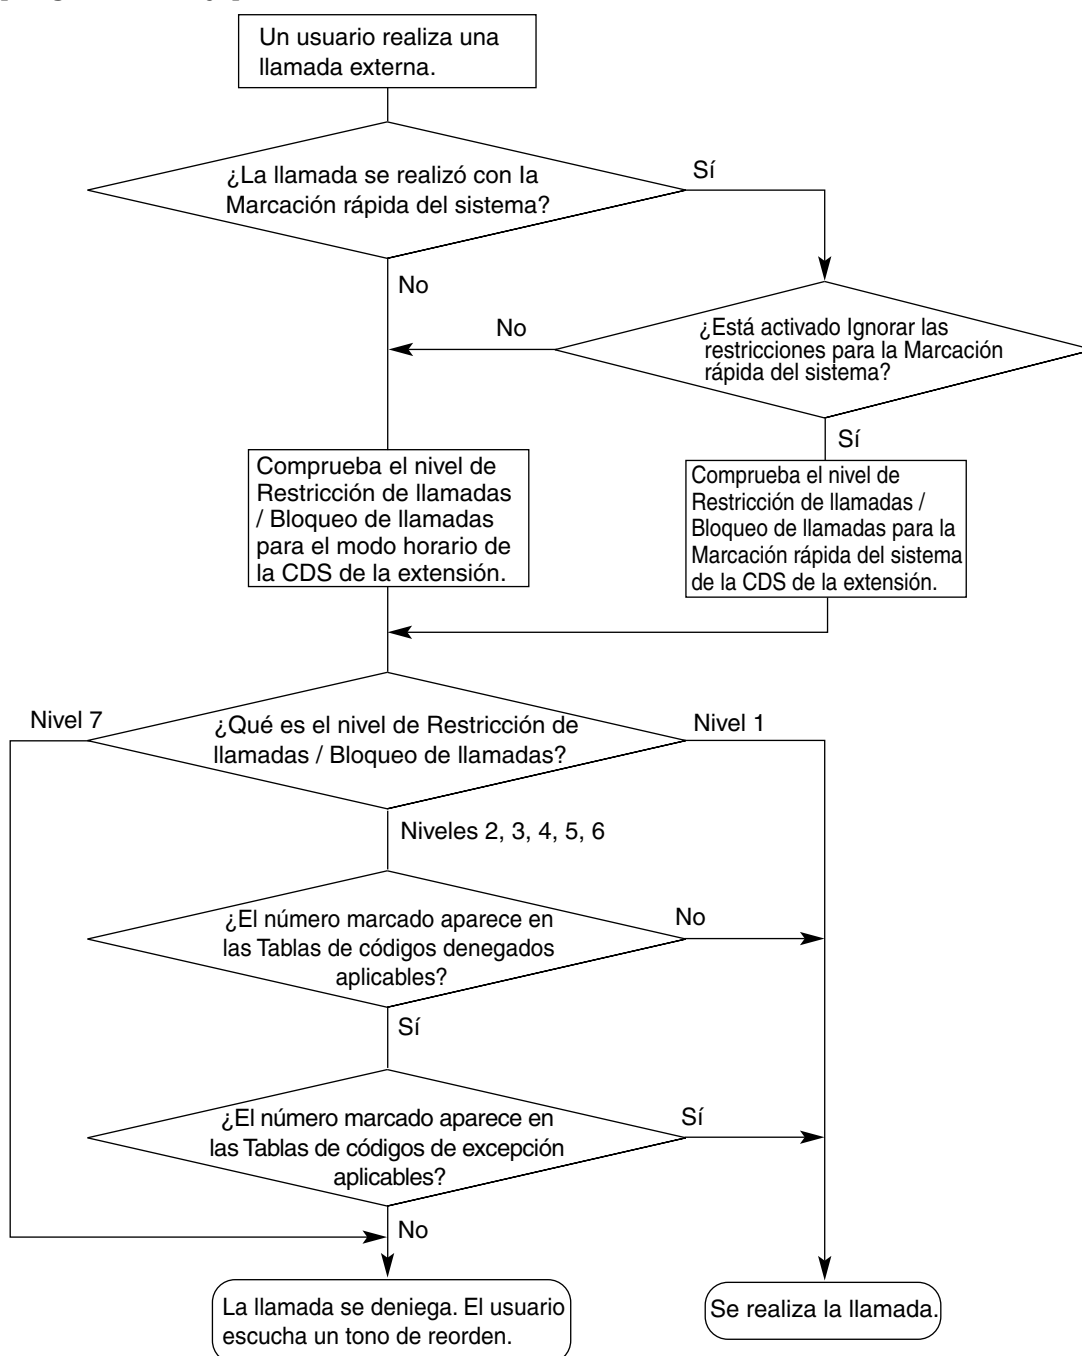 Un usuario realiza una
llamada externa.
¿La llamada se realizó con la
Marcación rápida del sistema?
Sí
No
¿Está activado Ignorar las
restricciones para la Marcación
rápida del sistema?
No
Sí
Comprueba el nivel de
Restricción de llamadas
/ Bloqueo de llamadas
para el modo horario de
la CDS de la extensión.
Comprueba el nivel de
Restricción de llamadas /
Bloqueo de llamadas para la
Marcación rápida del sistema
de la CDS de la extensión.
Nivel 7
¿Qué es el nivel de Restricción de
llamadas / Bloqueo de llamadas?
Nivel 1
Niveles 2, 3, 4, 5, 6
¿El número marcado aparece en
las Tablas de códigos denegados
aplicables?
No
Sí
¿El número marcado aparece en
las Tablas de códigos de excepción
aplicables?
Sí
No
La llamada se deniega. El usuario
escucha un tono de reorden.
Se realiza la llamada.